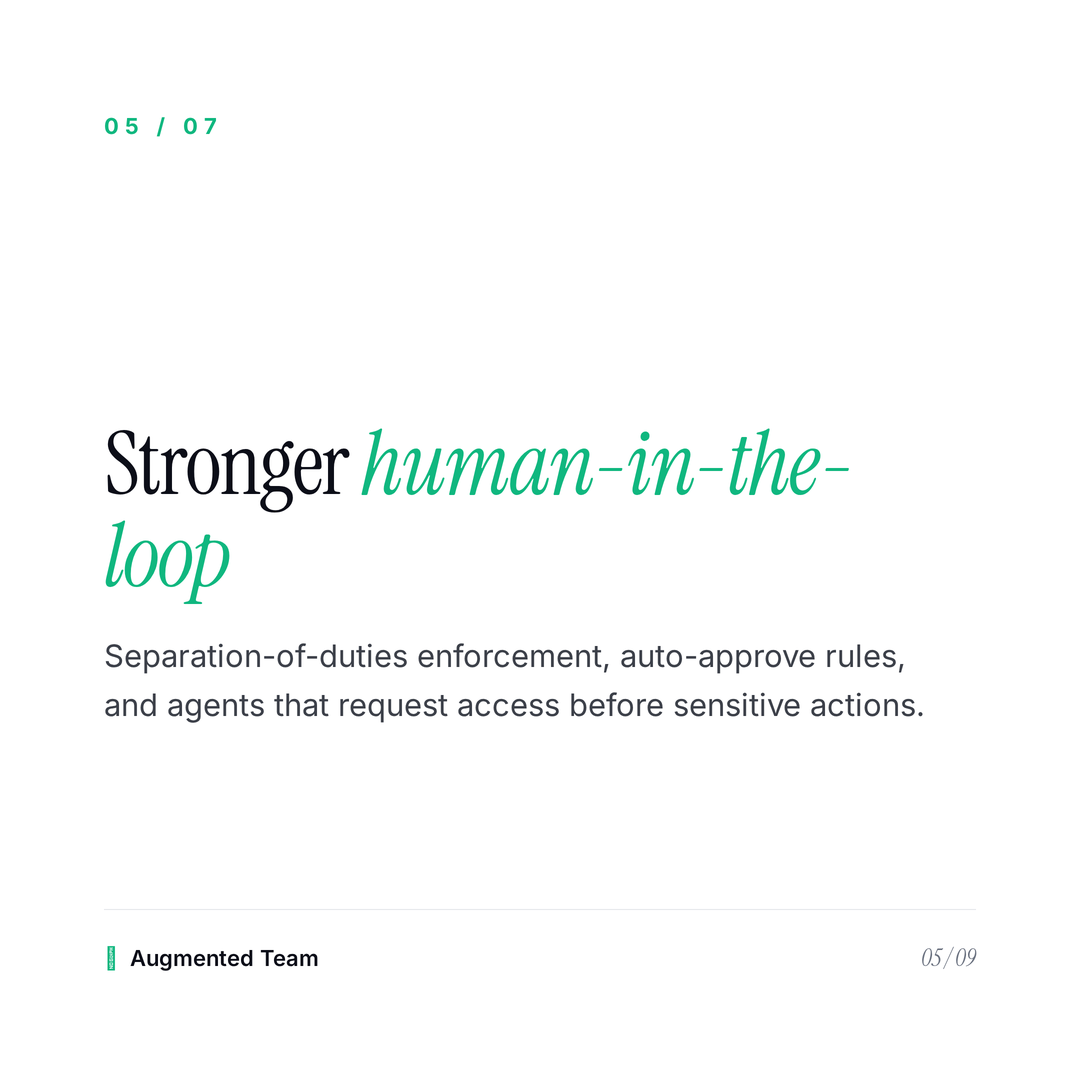 05 / 07
Stronger human-in-the-
loop
Separation-of-duties enforcement, auto-approve rules,
and agents that request access before sensitive actions.
Augmented Team
05/09